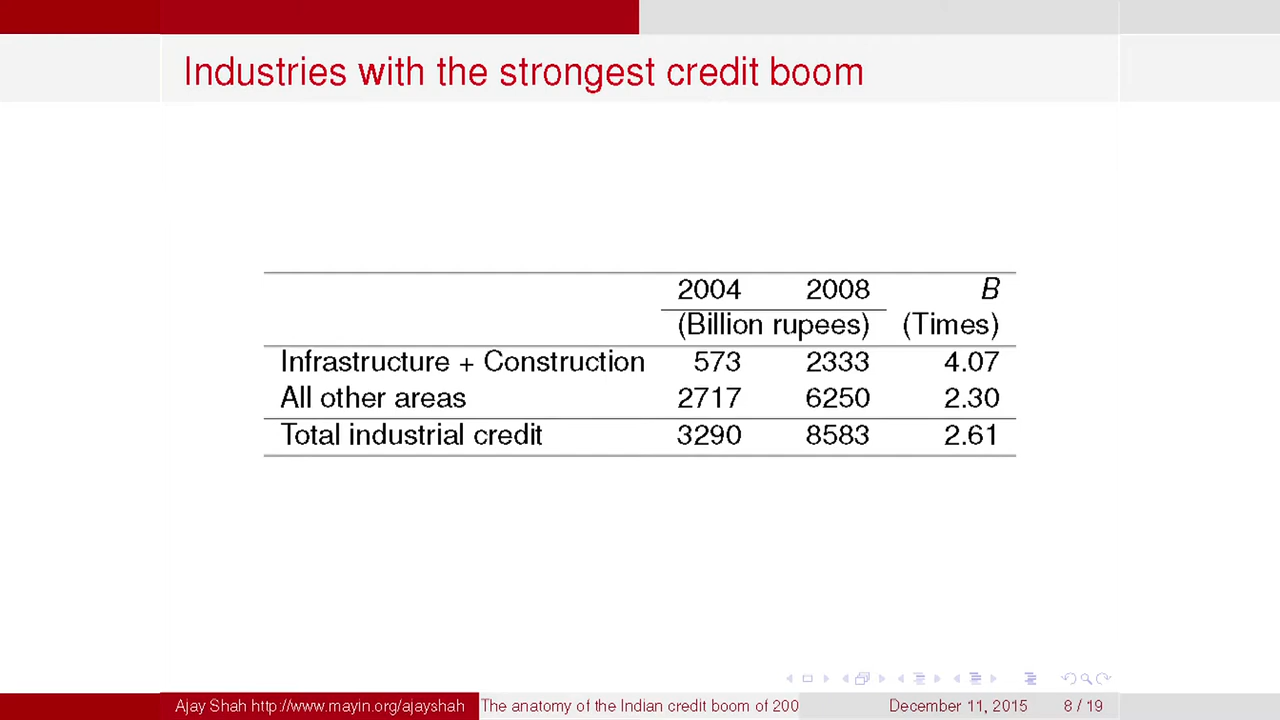 Industries with the strongest credit boom
2004 2008 B
(Billion rupees) (Times)
Infrastructure + Construction 573 2333 4.07
All other areas 2717 6250 2.30
Total industrial credit 3290 8583 2.61
Ajay Shah http://www.mayin.org/ajayshah The anatomy of the Indian credit boom of 200 December 11, 2015 8 / 19